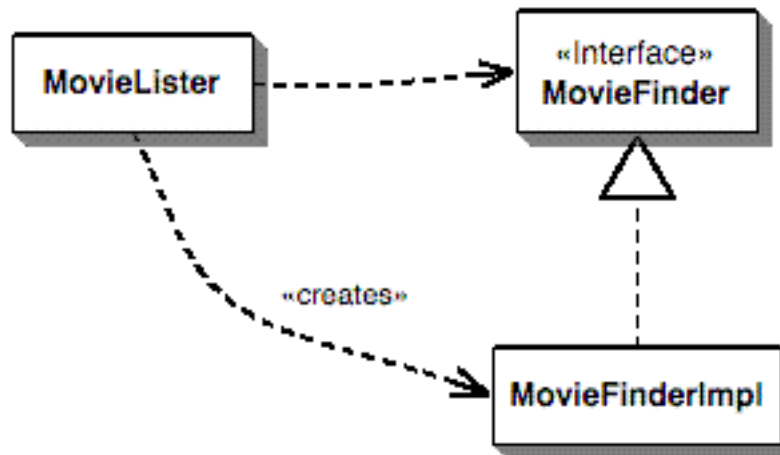 MovieLister
«Interface»
MovieFinder
«creates»
MovieFinderImpl